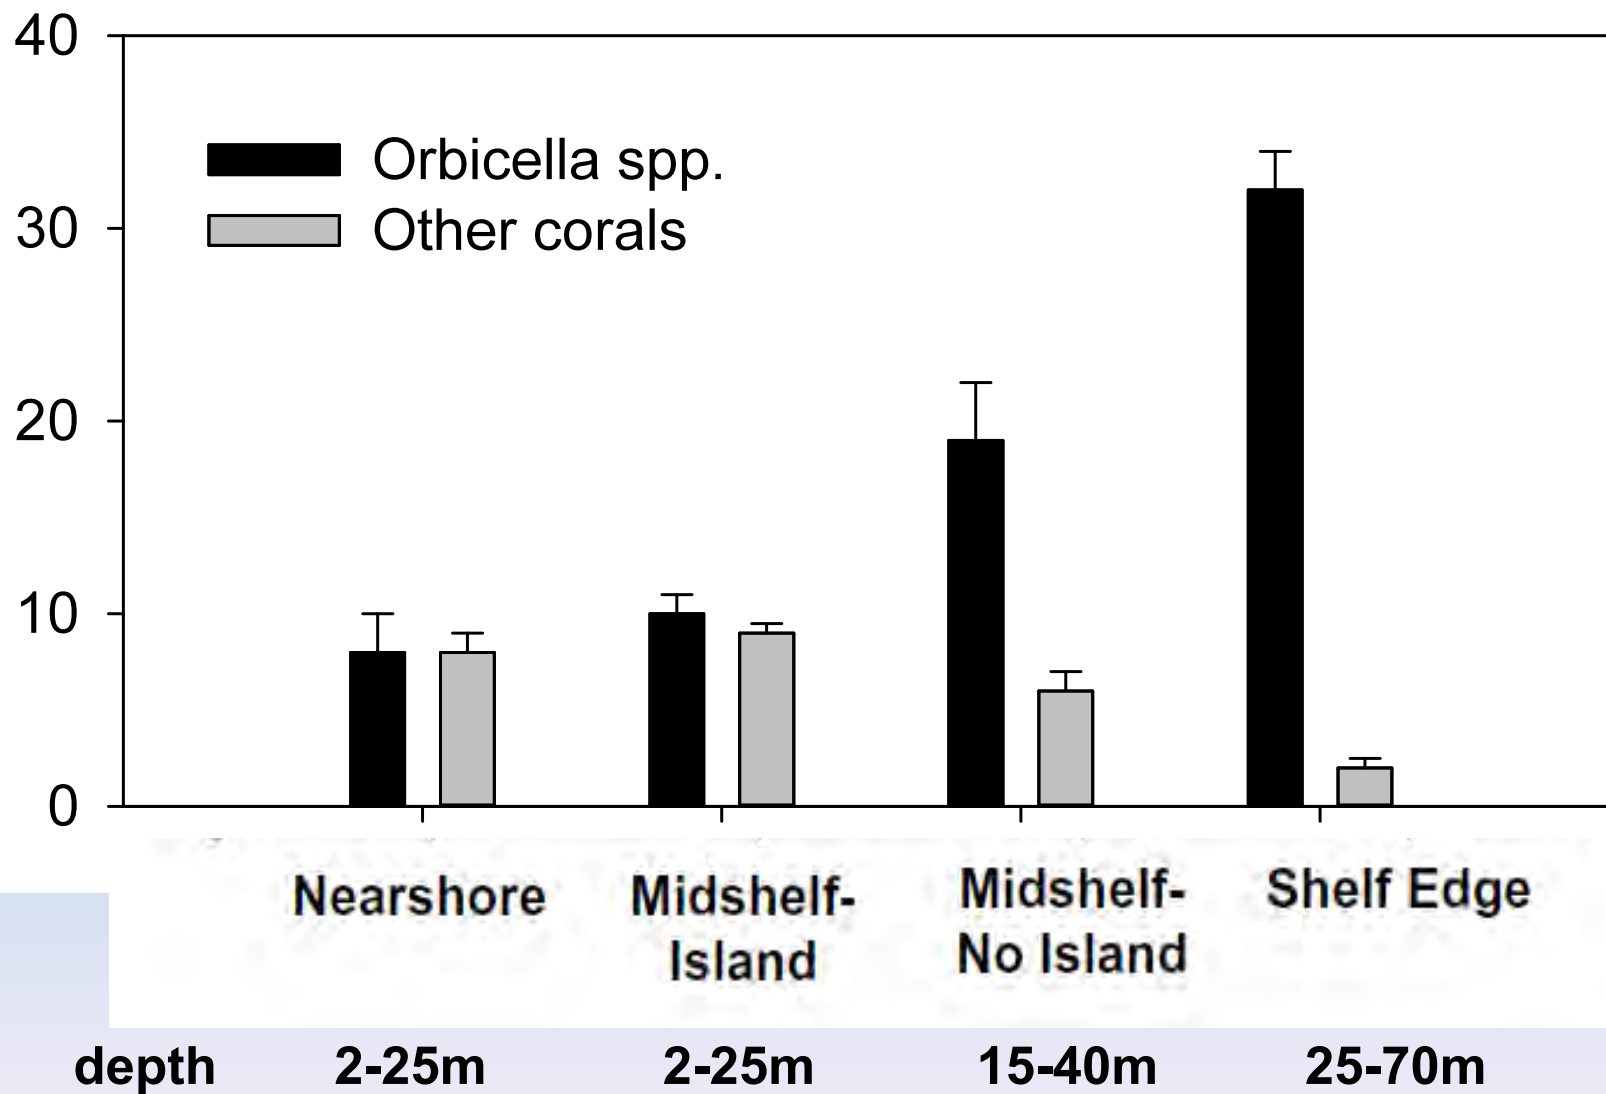 40
Orbicella spp.
Other corals
30
20
10
0
Nearshore
Midshelf-
Island
Midshelf-
No Island
Shelf Edge
depth 2-25m 2-25m 15-40m 25-70m